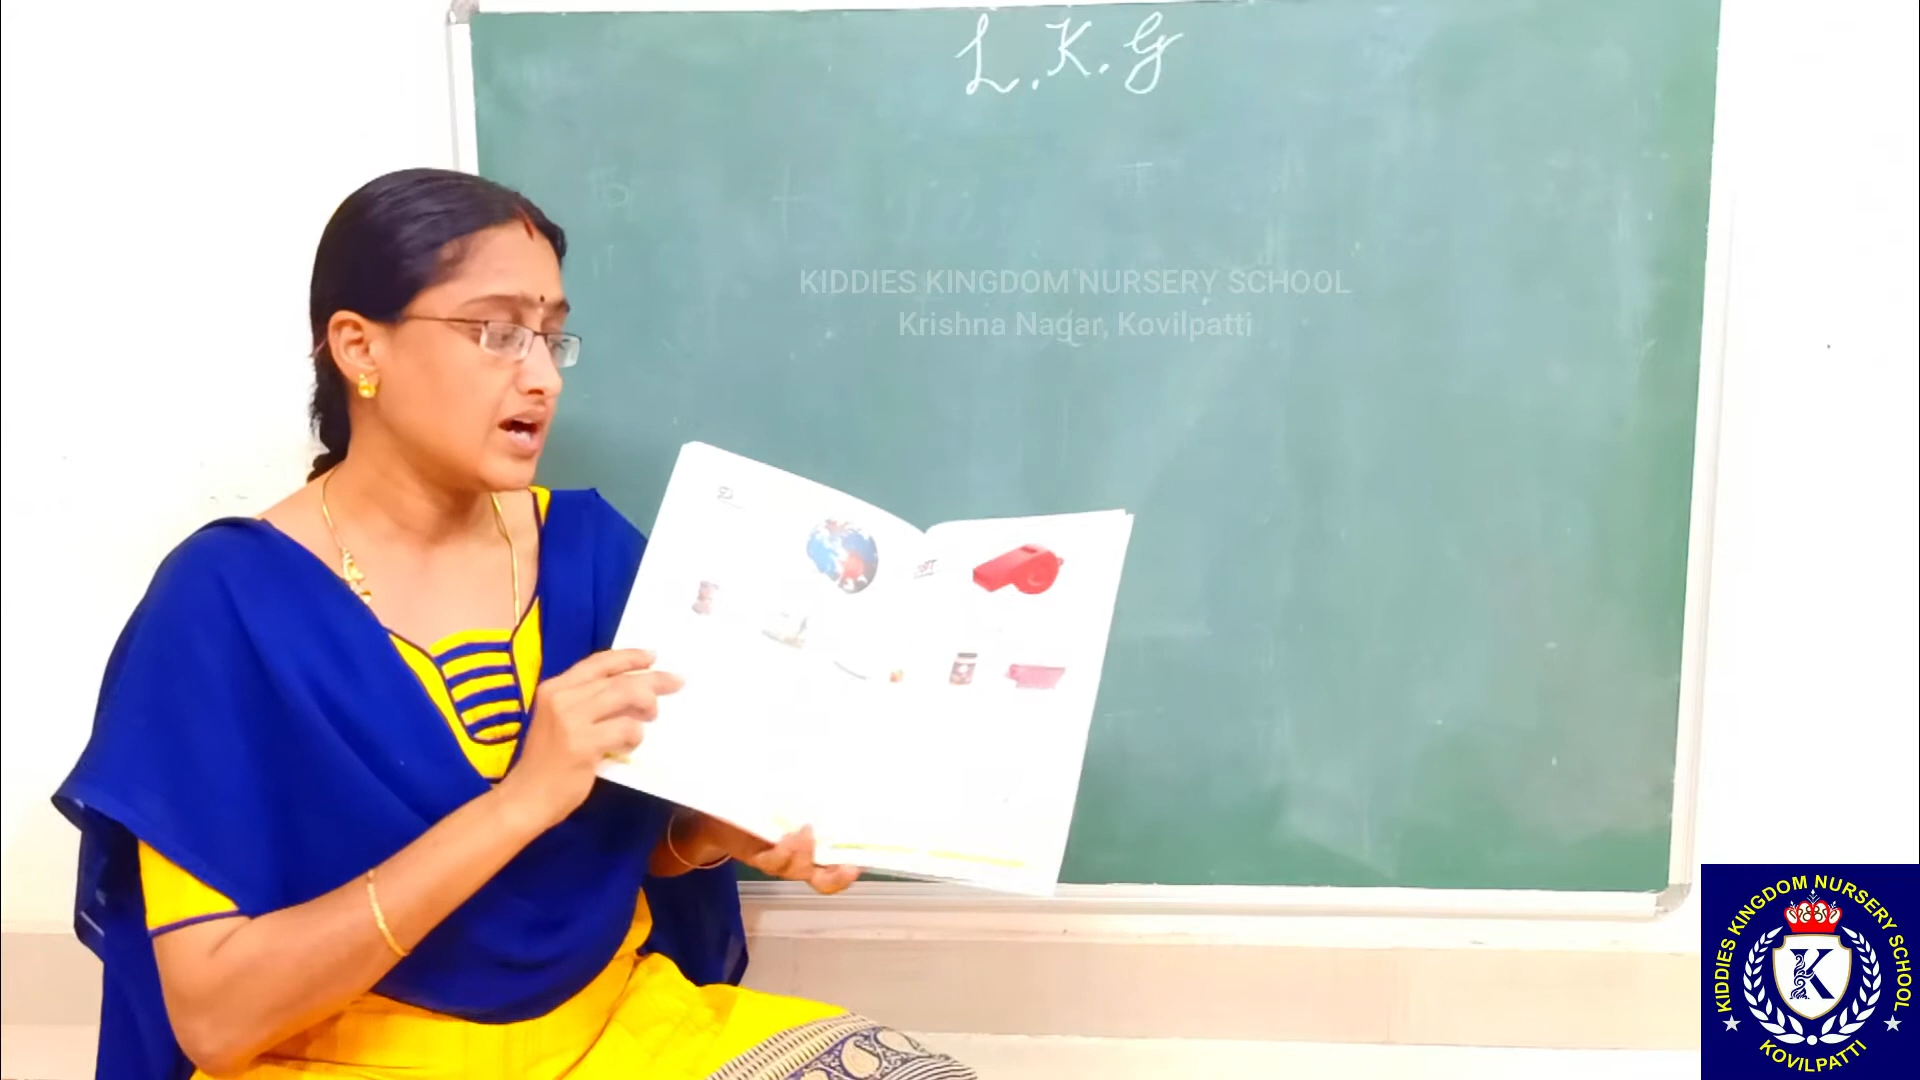 L.K.G
KIDDIES KINGDOM NURSERY SCHOOL
Krishna Nagar, Kovilpatti
KIDDIES KINGDOM NURSERY SCHOOL
K
KOVILPATTI